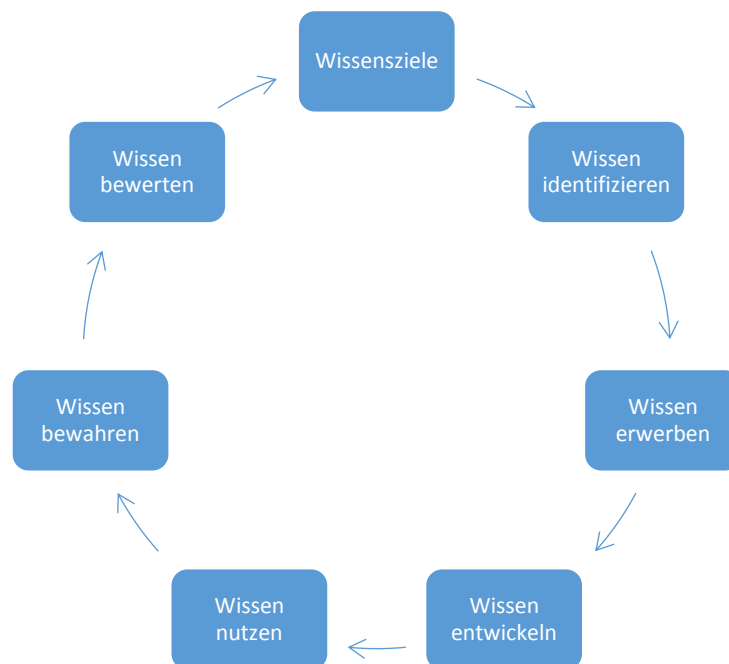 Wissensziele
Wissen
identifizieren
Wissen
erwerben
Wissen
entwickeln
Wissen
nutzen
Wissen
bewahren
Wissen
bewerten